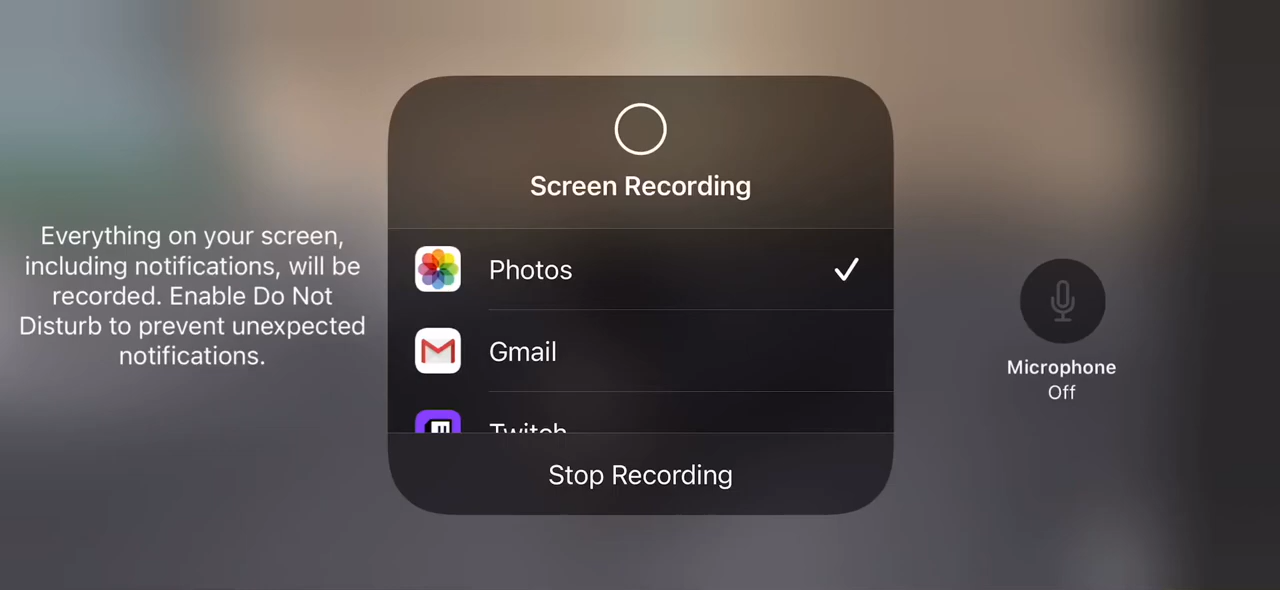 Everything on your screen,
including notifications, will be
recorded. Enable Do Not
Disturb to prevent unexpected
notifications.
Screen Recording
Photos
Gmail
Twitch
Stop Recording
Microphone
Off